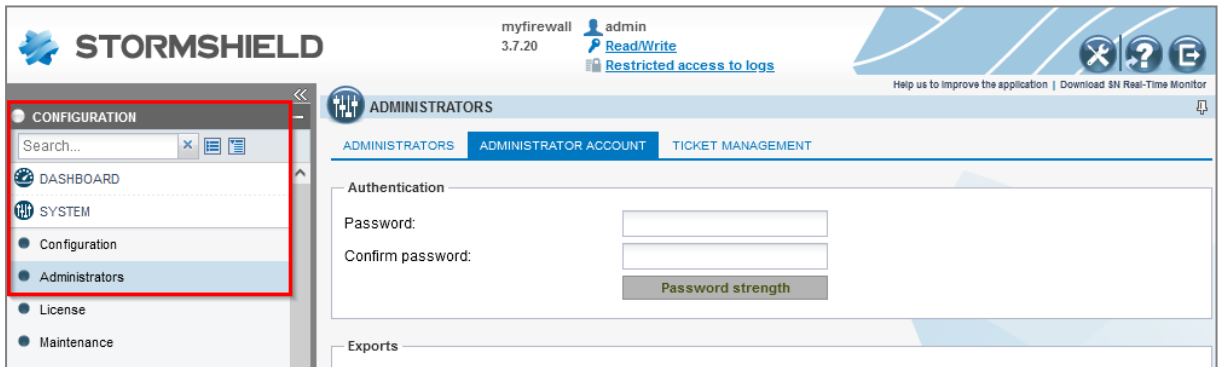 STORMSHIELD
myfirewall admin
3.7.20 Read/Write
Restricted access to logs
Help us to improve the application | Download SN Real-Time Monitor
CONFIGURATION
Search...
DASHBOARD
SYSTEM
Configuration
Administrators
License
Maintenance
ADMINISTRATORS
ADMINISTRATORS ADMINISTRATOR ACCOUNT TICKET MANAGEMENT
Authentication
Password:
Confirm password:
Password strength
Exports